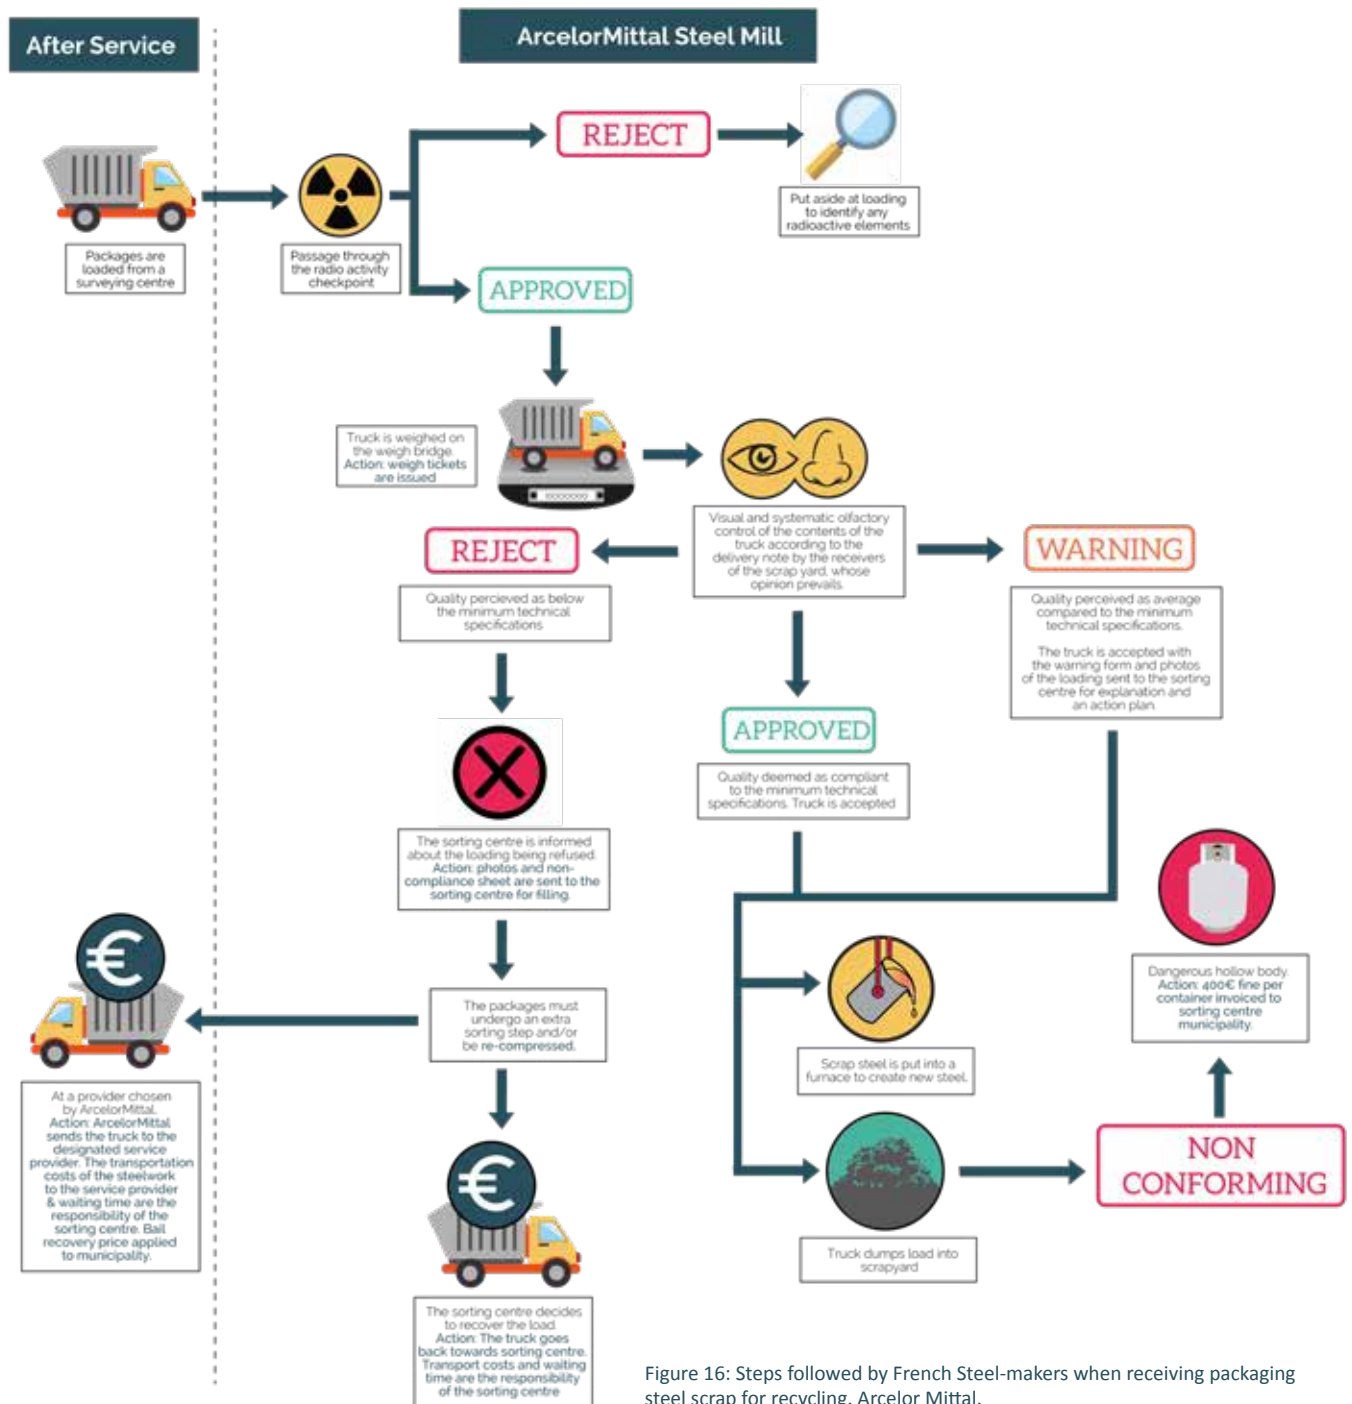 After Service
ArcelorMittal Steel Mill
REJECT
Put aside at loading
to identify any
radioactive elements
Packages are
loaded from a
surveying centre
Passage through
the radio activity
checkpoint
APPROVED
Truck is weighed on
the weigh bridge.
Action: weigh tickets
are issued
Visual and systematic olfactory
control of the contents of the
truck according to the
delivery note by the receivers
of the scrap yard, whose
opinion prevails.
REJECT
Quality percieved as below
the minimum technical
specifications
WARNING
Quality perceived as average
compared to the minimum
technical specifications.
The truck is accepted with
the warning form and photos
of the loading sent to the sorting
centre for explanation and
an action plan.
APPROVED
Quality deemed as compliant
to the minimum technical
specifications. Truck is accepted
The sorting centre is informed
about the loading being refused.
Action: photos and non-
compliance sheet are sent to the
sorting centre for filling.
Dangerous hollow body.
Action: 400€ fine per
container invoiced to
sorting centre
municipality.
The packages must
undergo an extra
sorting step and/or
be re-compressed.
Scrap steel is put into a
furnace to create new steel.
At a provider chosen
by ArcelorMittal.
Action: ArcelorMittal
sends the truck to the
designated service
provider. The transportation
costs of the steelwork
to the service provider
& waiting time are the
responsibility of the
sorting centre. Bail
recovery price applied
to municipality.
NON
CONFORMING
Truck dumps load into
scrapyard
The sorting centre decides
to recover the load.
Action: The truck goes
back towards sorting centre.
Transport costs and waiting
time are the responsibility
of the sorting centre
Figure 16: Steps followed by French Steel-makers when receiving packaging
steel scrap for recycling. Arcelor Mittal.